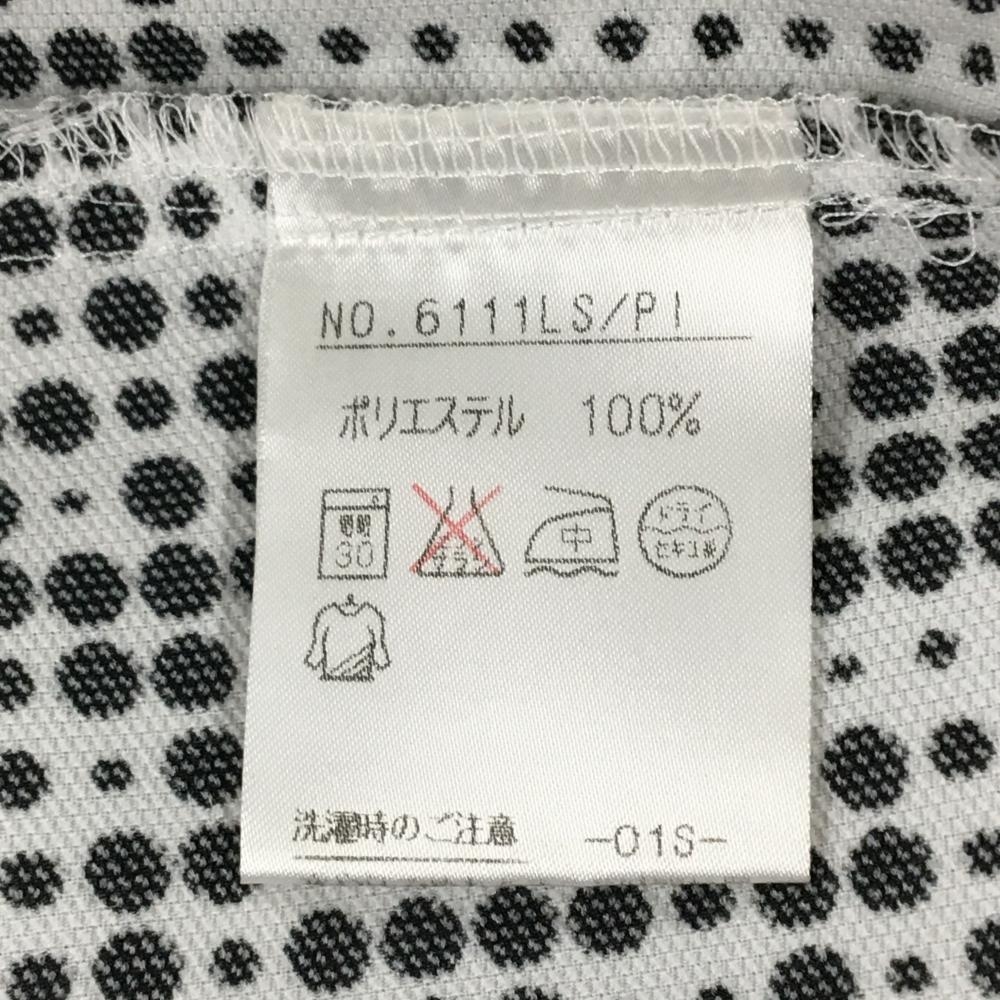 NO.6111LS/PI
ポリエステル 100%
弱 30 中 ドライ
セキユ系
洗濯時のご注意 -01S-